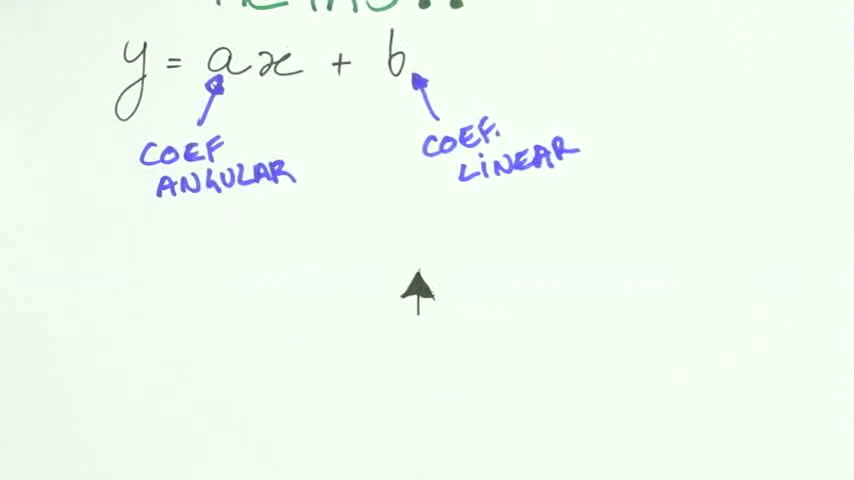 y = ax + b
COEF ANGULAR
COEF. LINEAR